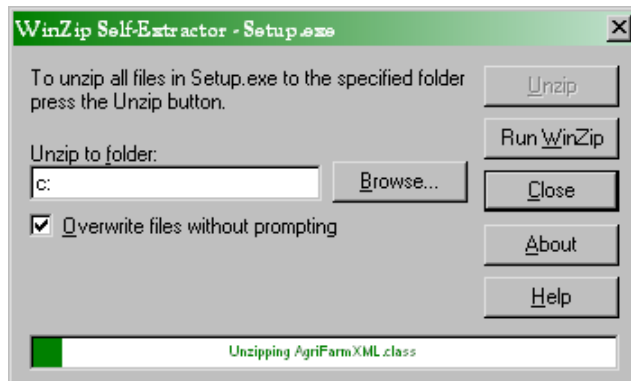 WinZip Self-Extractor - Setup.exe
To unzip all files in Setup.exe to the specified folder
press the Unzip button.
Unzip to folder:
c:
Browse...
Overwrite files without prompting
Unzip
Run WinZip
Close
About
Help
Unzipping AgriFarmXML.class